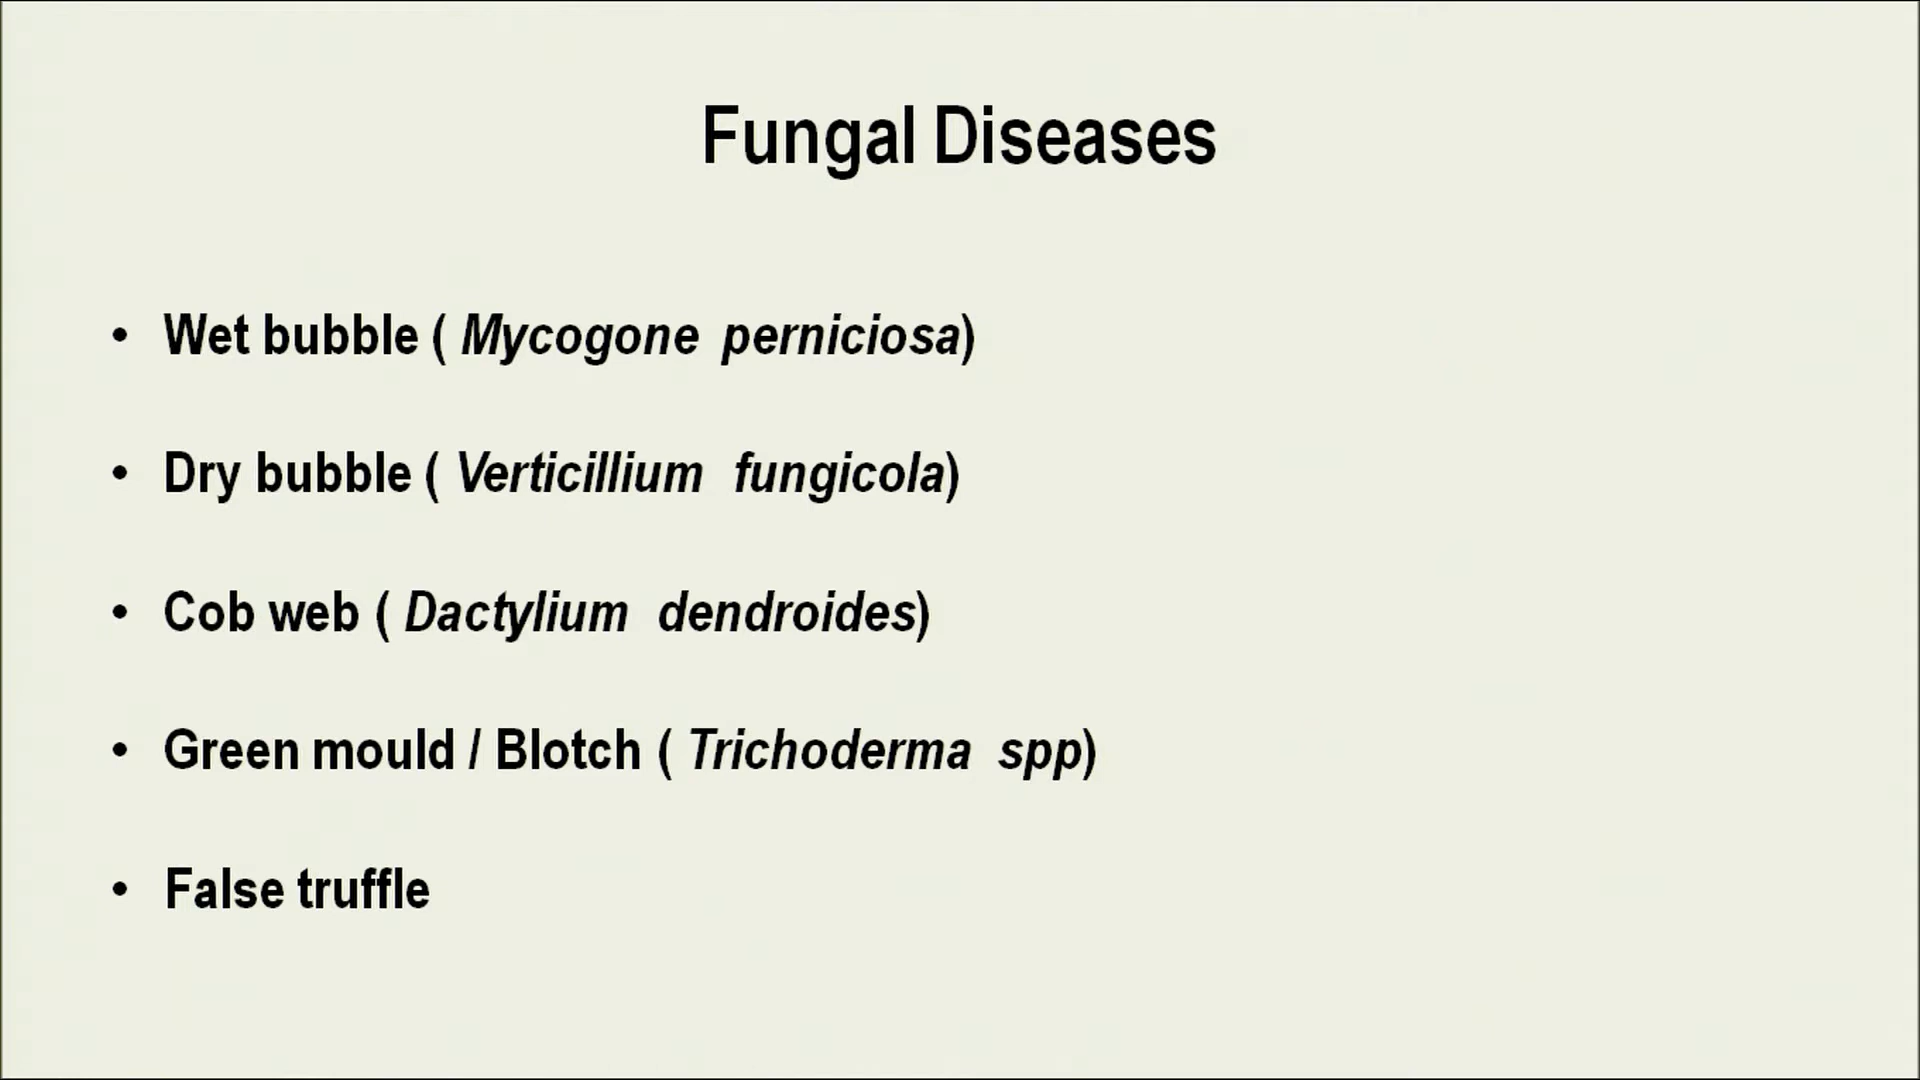 Fungal Diseases
• Wet bubble ( Mycogone perniciosa)
• Dry bubble ( Verticillium fungicola)
• Cob web ( Dactylium dendroides)
• Green mould / Blotch ( Trichoderma spp)
• False truffle